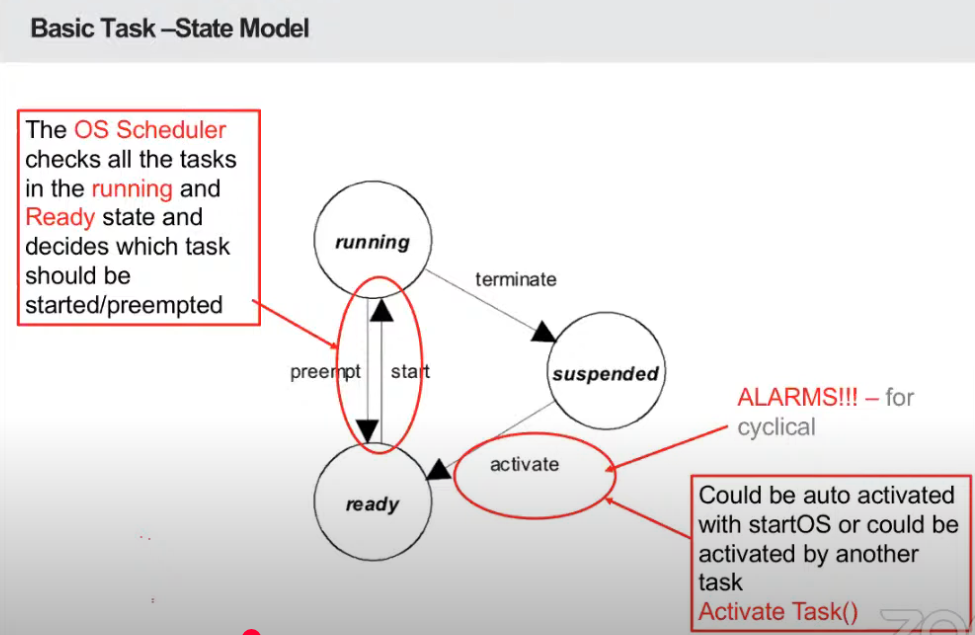 Basic Task –State Model
The OS Scheduler
checks all the tasks
in the running and
Ready state and
decides which task
should be
started/preempted
running
terminate
preempt
start
suspended
ALARMS!!! – for
cyclical
activate
ready
Could be auto activated
with startOS or could be
activated by another
task
Activate Task()